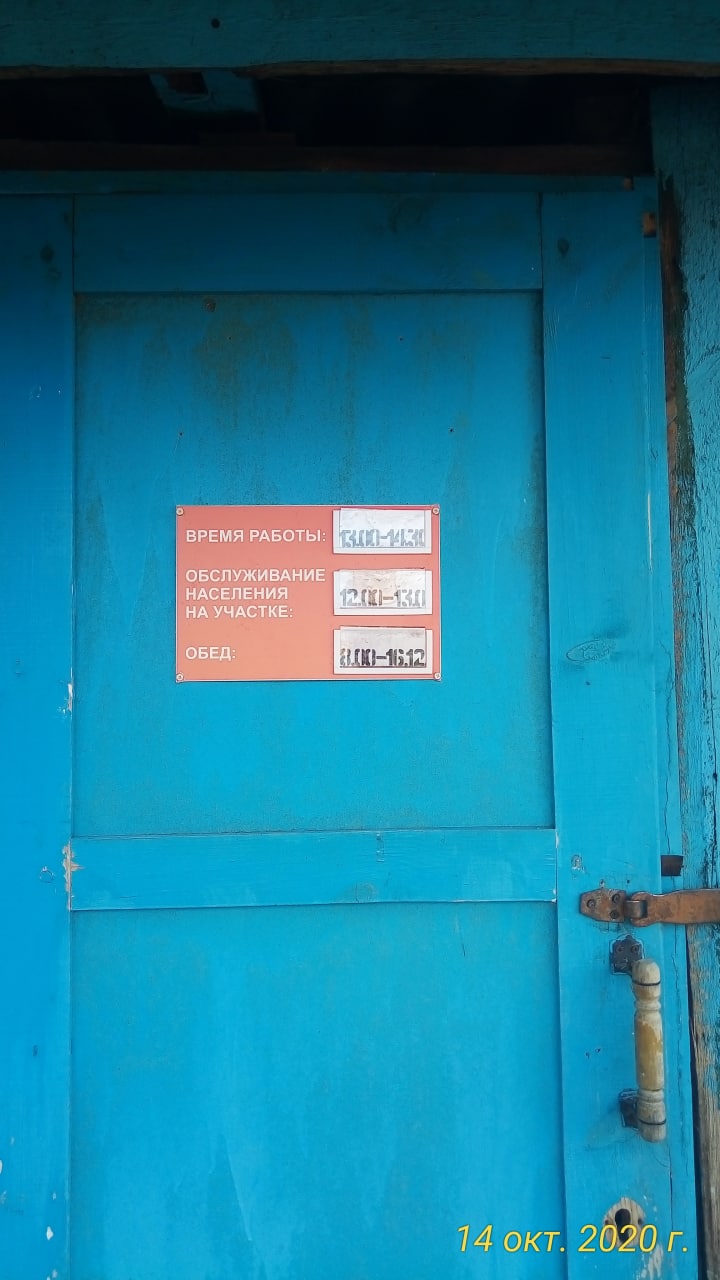 ВРЕМЯ РАБОТЫ: 13.00-14.30
ОБСЛУЖИВАНИЕ
НАСЕЛЕНИЯ
НА УЧАСТКЕ: 12.00-13.0
ОБЕД: 8.00-16.12
14 окт. 2020 г.